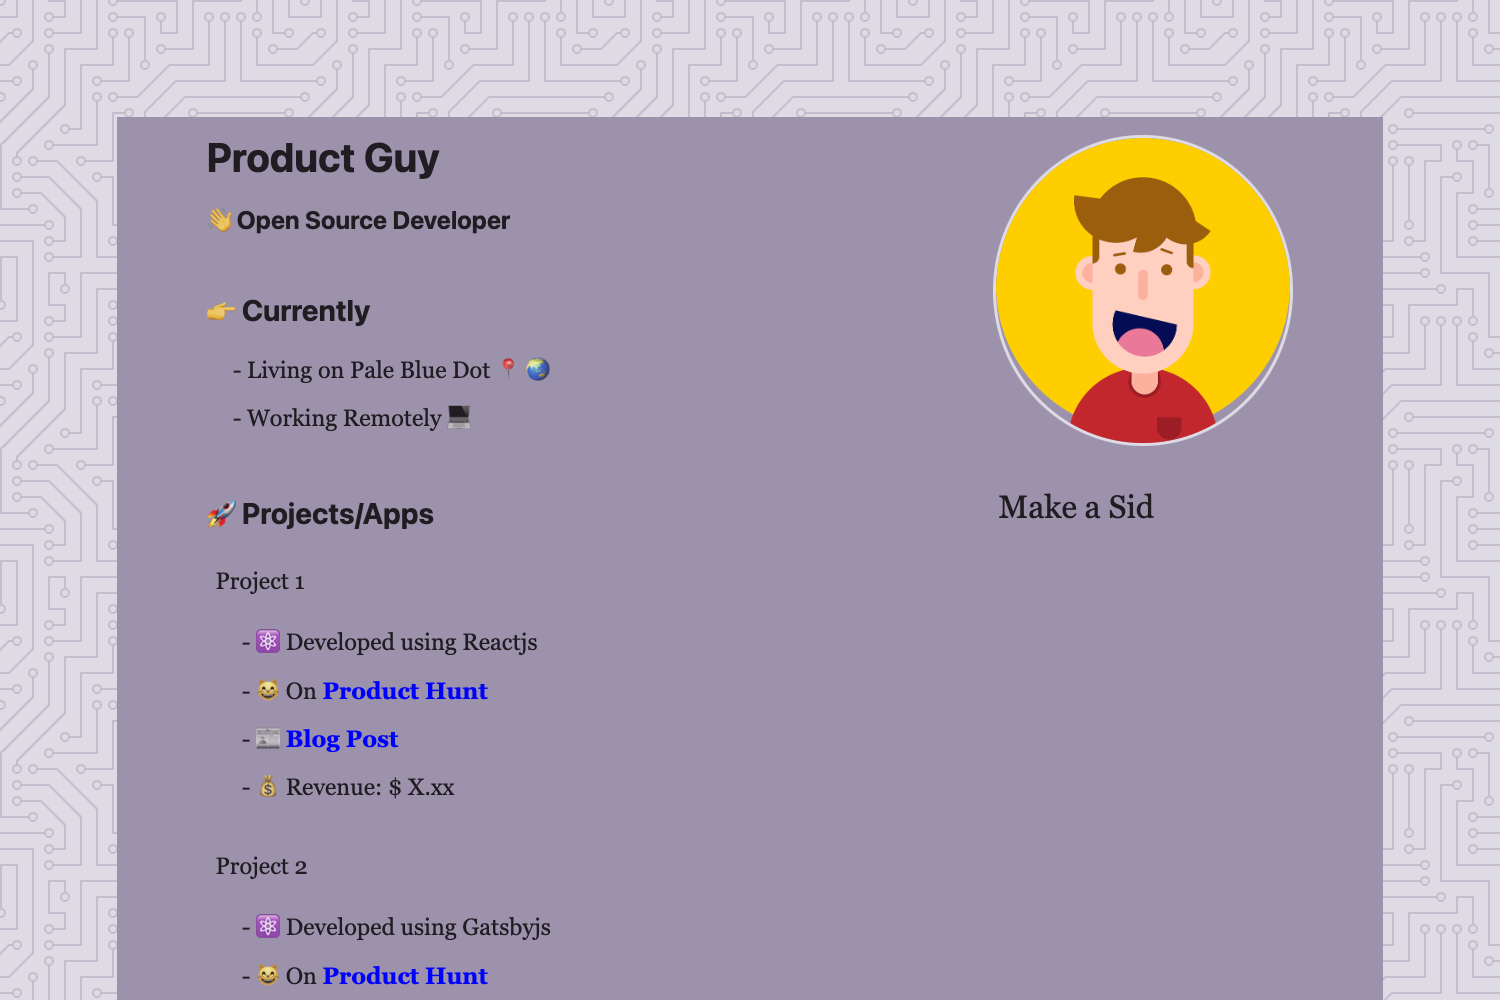 Product Guy
👋Open Source Developer
👉 Currently
- Living on Pale Blue Dot 📍 🌏
- Working Remotely 💻
🚀 Projects/Apps
Make a Sid
Project 1
- ⚛️ Developed using Reactjs
- 😸 On Product Hunt
- 📰 Blog Post
- 💰 Revenue: $ X.xx
Project 2
- ⚛️ Developed using Gatsbyjs
- 😸 On Product Hunt